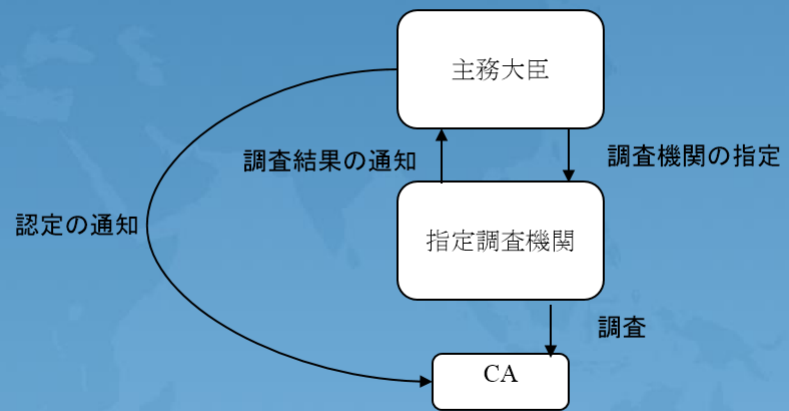 主務大臣
調査結果の通知
調査機関の指定
認定の通知
指定調査機関
調査
CA